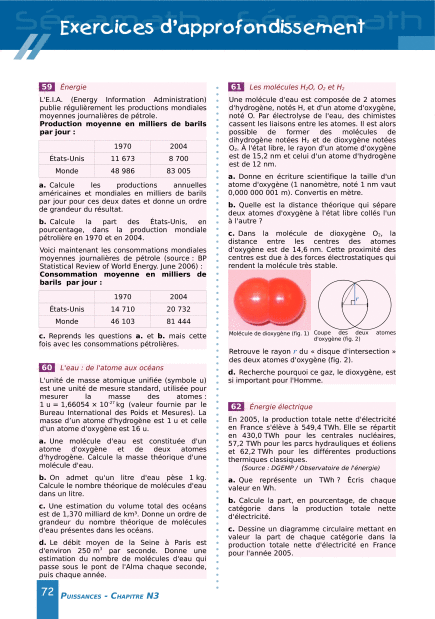 Exercices d'approfondissement
59 Énergie
L'E.I.A. (Energy Information Administration)
publie régulièrement les productions mondiales
moyennes journalières de pétrole.
Production moyenne en milliers de barils
par jour :
1970 2004
États-Unis 11 673 8 700
Monde 48 986 83 005
a. Calcule les productions annuelles
américaines et mondiales en milliers de barils
par jour pour ces deux dates et donne un ordre
de grandeur du résultat.
b. Calcule la part des États-Unis, en
pourcentage, dans la production mondiale
pétrolière en 1970 et en 2004.
Voici maintenant les consommations mondiales
moyennes journalières de pétrole (source : BP
Statistical Review of World Energy. June 2006) :
Consommation moyenne en milliers de
barils par jour :
1970 2004
États-Unis 14 710 20 732
Monde 46 103 81 444
c. Reprends les questions a. et b. mais cette
fois avec les consommations pétrolières.
60 L'eau : de l'atome aux océans
L'unité de masse atomique unifiée (symbole u)
est une unité de mesure standard, utilisée pour
mesurer la masse des atomes :
1 u = 1,66054 × 10⁻²⁷ kg (valeur fournie par le
Bureau International des Poids et Mesures). La
masse d'un atome d'hydrogène est 1 u et celle
d'un atome d'oxygène est 16 u.
a. Une molécule d'eau est constituée d'un
atome d'oxygène et de deux atomes
d'hydrogène. Calcule la masse théorique d'une
molécule d'eau.
b. On admet qu'un litre d'eau pèse 1 kg.
Calcule le nombre théorique de molécules d'eau
dans un litre.
c. Une estimation du volume total des océans
est de 1,370 milliard de km³. Donne un ordre de
grandeur du nombre théorique de molécules
d'eau présentes dans les océans.
d. Le débit moyen de la Seine à Paris est
d'environ 250 m³ par seconde. Donne une
estimation du nombre de molécules d'eau qui
passe sous le pont de l'Alma chaque seconde,
puis chaque année.
61 Les molécules H₂O, O₂ et H₂
Une molécule d'eau est composée de 2 atomes
d'hydrogène, notés H, et d'un atome d'oxygène,
noté O. Par électrolyse de l'eau, des chimistes
cassent les liaisons entre les atomes. Il est alors
possible de former des molécules de
dihydrogène notées H₂ et de dioxygène notées
O₂. À l'état libre, le rayon d'un atome d'oxygène
est de 15,2 nm et celui d'un atome d'hydrogène
est de 12 nm.
a. Donne en écriture scientifique la taille d'un
atome d'oxygène (1 nanomètre, noté 1 nm vaut
0,000 000 001 m). Convertis en mètre.
b. Quelle est la distance théorique qui sépare
deux atomes d'oxygène à l'état libre collés l'un
à l'autre ?
c. Dans la molécule de dioxygène O₂, la
distance entre les centres des atomes
d'oxygène est de 14,6 nm. Cette proximité des
centres est due à des forces électrostatiques qui
rendent la molécule très stable.
r
Molécule de dioxygène (fig. 1)
Coupe des deux atomes
d'oxygène (fig. 2)
Retrouve le rayon r du « disque d'intersection »
des deux atomes d'oxygène (fig. 2).
d. Recherche pourquoi ce gaz, le dioxygène, est
si important pour l'Homme.
62 Énergie électrique
En 2005, la production totale nette d'électricité
en France s'élève à 549,4 TWh. Elle se répartit
en 430,0 TWh pour les centrales nucléaires,
57,2 TWh pour les parcs hydrauliques et éoliens
et 62,2 TWh pour les différentes productions
thermiques classiques.
(Source : DGEMP / Observatoire de l'énergie)
a. Que représente un TWh ? Écris chaque
valeur en Wh.
b. Calcule la part, en pourcentage, de chaque
catégorie dans la production totale nette
d'électricité.
c. Dessine un diagramme circulaire mettant en
valeur la part de chaque catégorie dans la
production totale nette d'électricité en France
pour l'année 2005.
72 Puissances - Chapitre N3